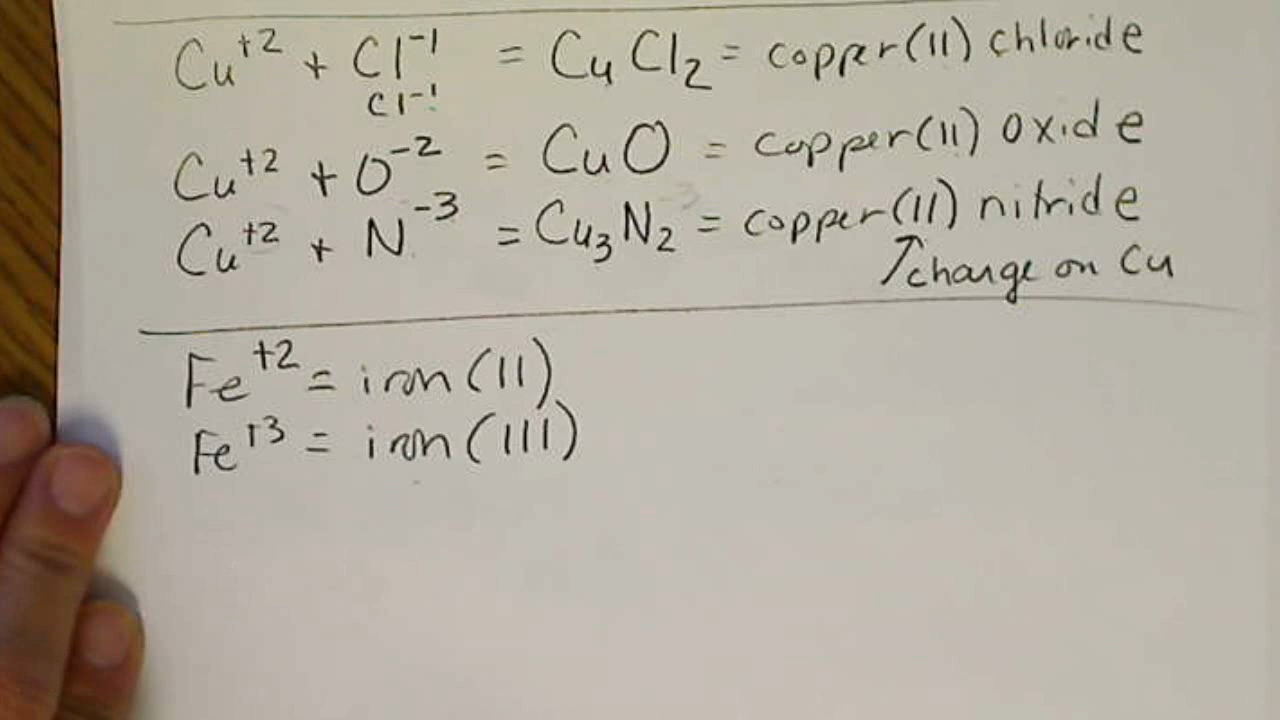 Cu⁺² + Cl⁻¹ = CuCl₂ = copper(II) chloride
Cl⁻¹
Cu⁺² + O⁻² = CuO = copper(II) oxide
Cu⁺² + N⁻³ = Cu₃N₂ = copper(II) nitride
↑charge on Cu
Fe⁺² = iron(II)
Fe⁺³ = iron(III)